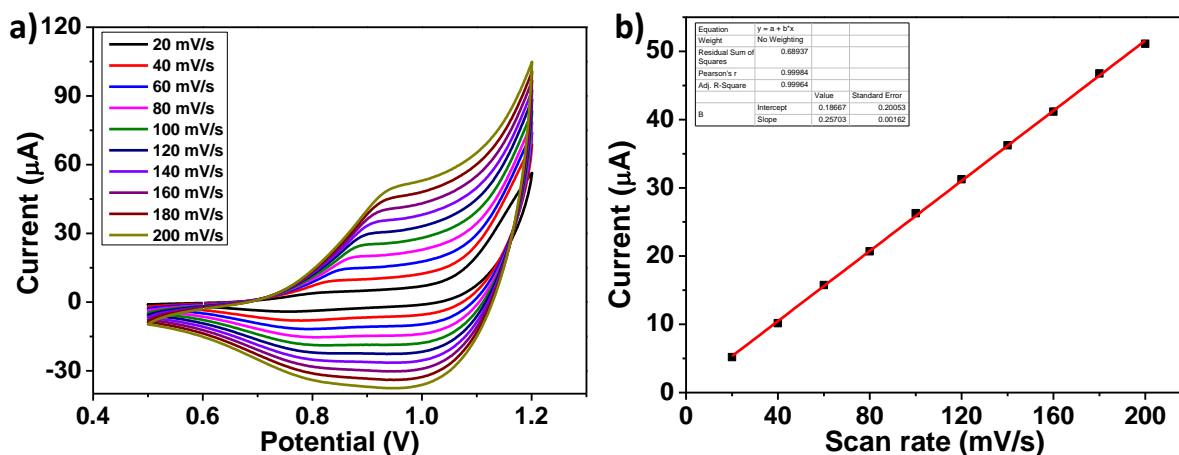 a)
120
90
60
30
0
-30
Current (μA)
20 mV/s
40 mV/s
60 mV/s
80 mV/s
100 mV/s
120 mV/s
140 mV/s
160 mV/s
180 mV/s
200 mV/s
0.4 0.6 0.8 1.0 1.2
Potential (V)
b)
50
40
30
20
10
0
Current (μA)
Equation y = a + b*x
Weight No Weighting
Residual Sum of Squares 0.68937
Pearson's r 0.99984
Adj. R-Square 0.99964
Value Standard Error
B Intercept 0.18667 0.20053
Slope 0.25703 0.00162
0 40 80 120 160 200
Scan rate (mV/s)